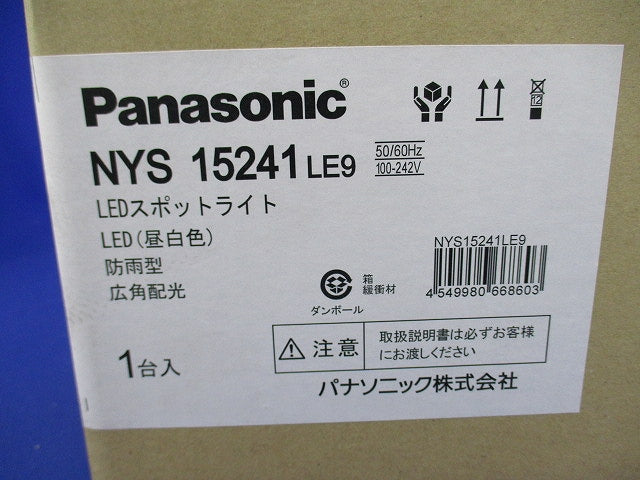 Panasonic®
NYS 15241 LE9
50/60Hz
100-242V
LEDスポットライト
LED(昼白色)
防雨型
広角配光
1台入
12
NYS15241LE9
4 549980 668603
箱
緩衝材
ダンボール
注意
取扱説明書は必ずお客様
にお渡しください
パナソニック株式会社